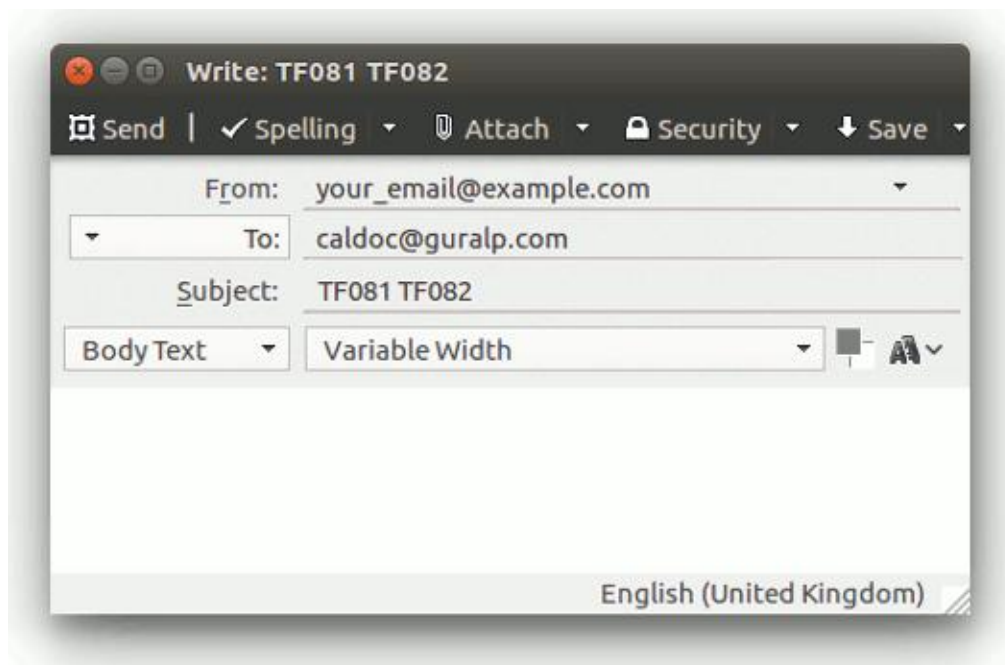 Write: TF081 TF082
Send | Spelling Attach Security Save
From: your_email@example.com
To: caldoc@guralp.com
Subject: TF081 TF082
Body Text Variable Width
English (United Kingdom)